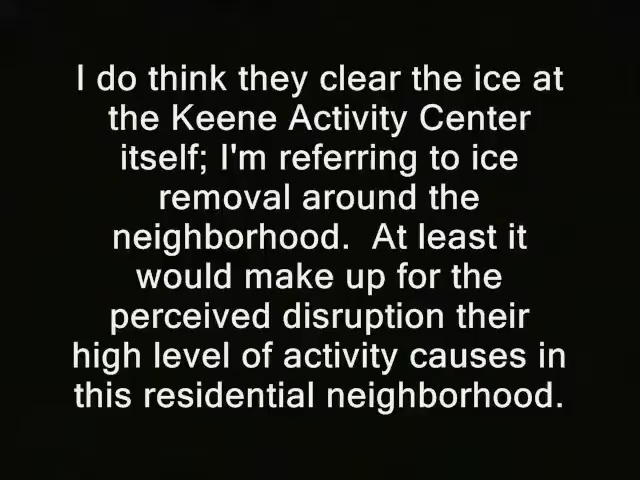 I do think they clear the ice at
the Keene Activity Center
itself; I'm referring to ice
removal around the
neighborhood.  At least it
would make up for the
perceived disruption their
high level of activity causes in
this residential neighborhood.